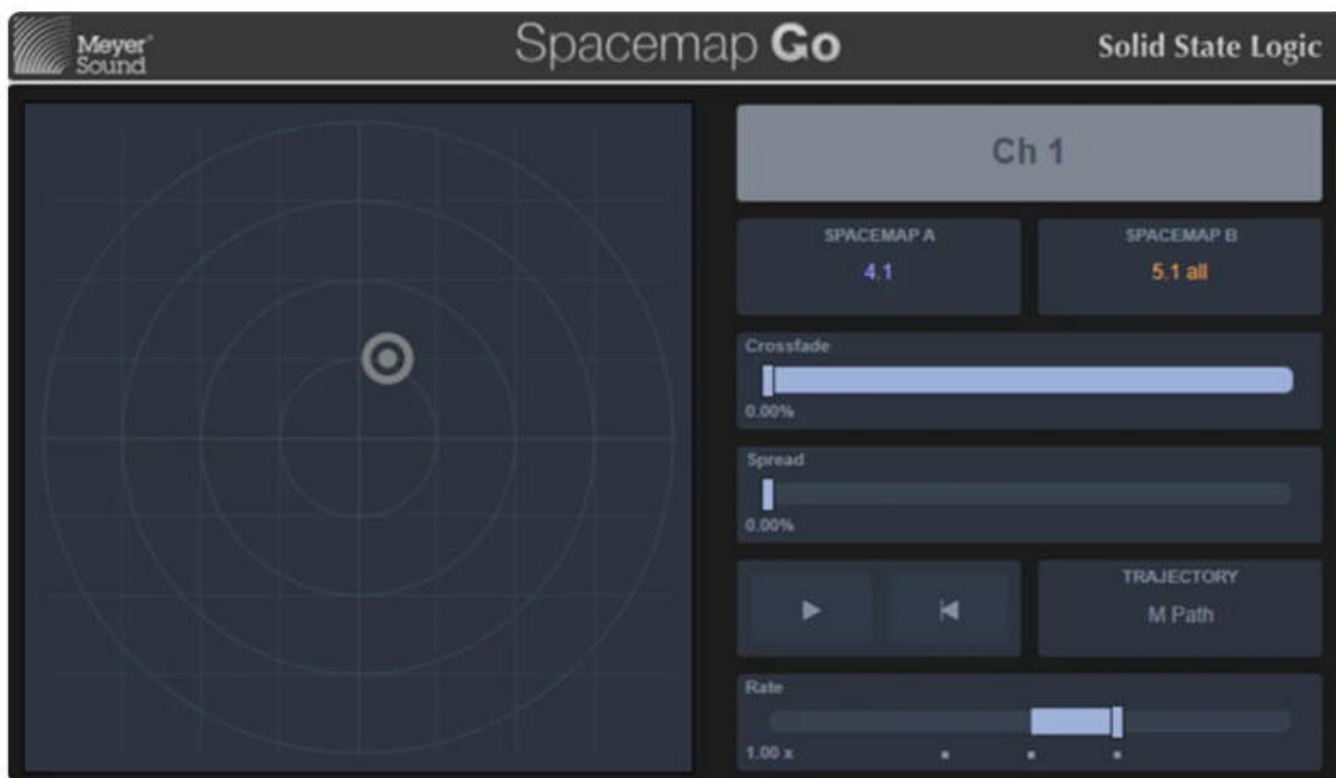 Meyer
Sound
Spacemap Go
Solid State Logic
Ch 1
SPACEMAP A
4.1
SPACEMAP B
5.1 all
Crossfade
0.00%
Spread
0.00%
TRAJECTORY
M Path
Rate
1.00 x